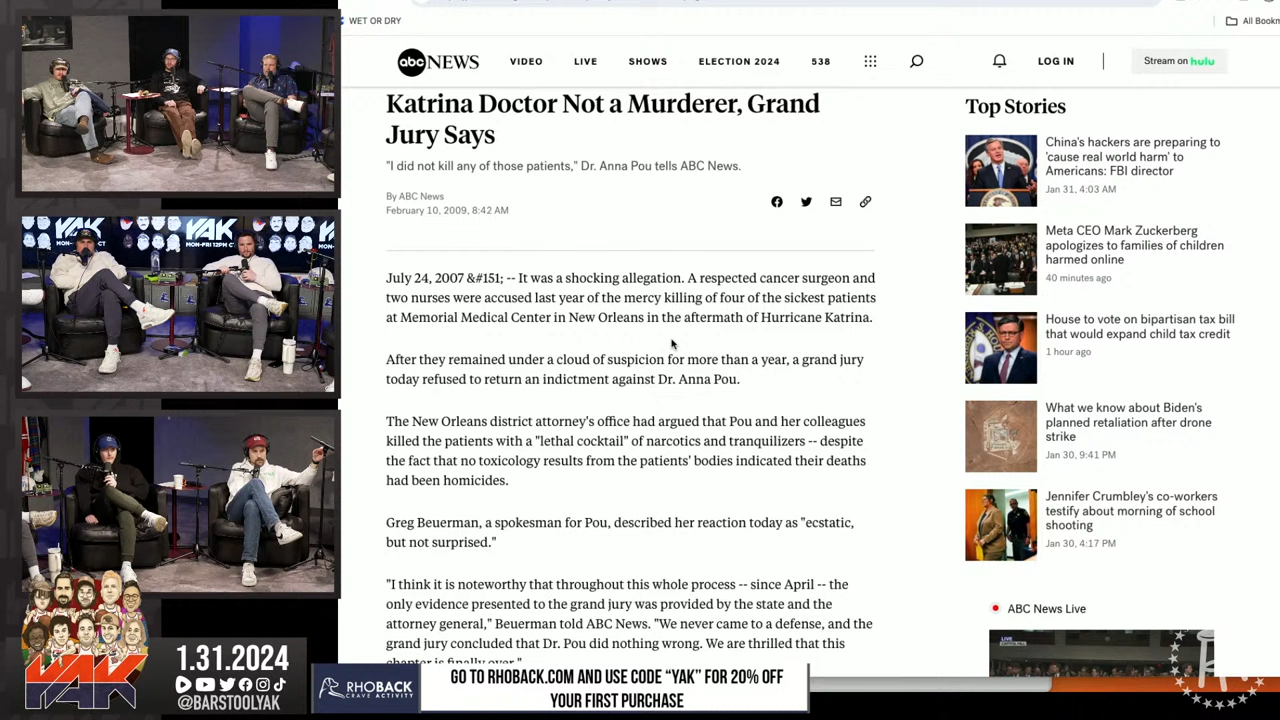 WET OR DRY
All Bookm
abc NEWS
VIDEO
LIVE
SHOWS
ELECTION 2024
538
LOG IN
Stream on hulu
Katrina Doctor Not a Murderer, Grand
Jury Says
"I did not kill any of those patients," Dr. Anna Pou tells ABC News.
By ABC News
February 10, 2009, 8:42 AM
July 24, 2007 &#151; -- It was a shocking allegation. A respected cancer surgeon and
two nurses were accused last year of the mercy killing of four of the sickest patients
at Memorial Medical Center in New Orleans in the aftermath of Hurricane Katrina.
After they remained under a cloud of suspicion for more than a year, a grand jury
today refused to return an indictment against Dr. Anna Pou.
The New Orleans district attorney's office had argued that Pou and her colleagues
killed the patients with a "lethal cocktail" of narcotics and tranquilizers -- despite
the fact that no toxicology results from the patients' bodies indicated their deaths
had been homicides.
Greg Beuerman, a spokesman for Pou, described her reaction today as "ecstatic,
but not surprised."
"I think it is noteworthy that throughout this whole process -- since April -- the
only evidence presented to the grand jury was provided by the state and the
attorney general," Beuerman told ABC News. "We never came to a defense, and the
grand jury concluded that Dr. Pou did nothing wrong. We are thrilled that this
chapter is finally over."
Top Stories
China's hackers are preparing to
'cause real world harm' to
Americans: FBI director
Jan 31, 4:03 AM
Meta CEO Mark Zuckerberg
apologizes to families of children
harmed online
40 minutes ago
House to vote on bipartisan tax bill
that would expand child tax credit
1 hour ago
What we know about Biden's
planned retaliation after drone
strike
Jan 30, 9:41 PM
Jennifer Crumbley's co-workers
testify about morning of school
shooting
Jan 30, 4:17 PM
ABC News Live
LIVE
YAK
MON-FRI 12PM CT
YAK
1.31.2024
@BARSTOOLYAK
RHOBACK
CRAVE ACTIVITY
GO TO RHOBACK.COM AND USE CODE “YAK” FOR 20% OFF
YOUR FIRST PURCHASE